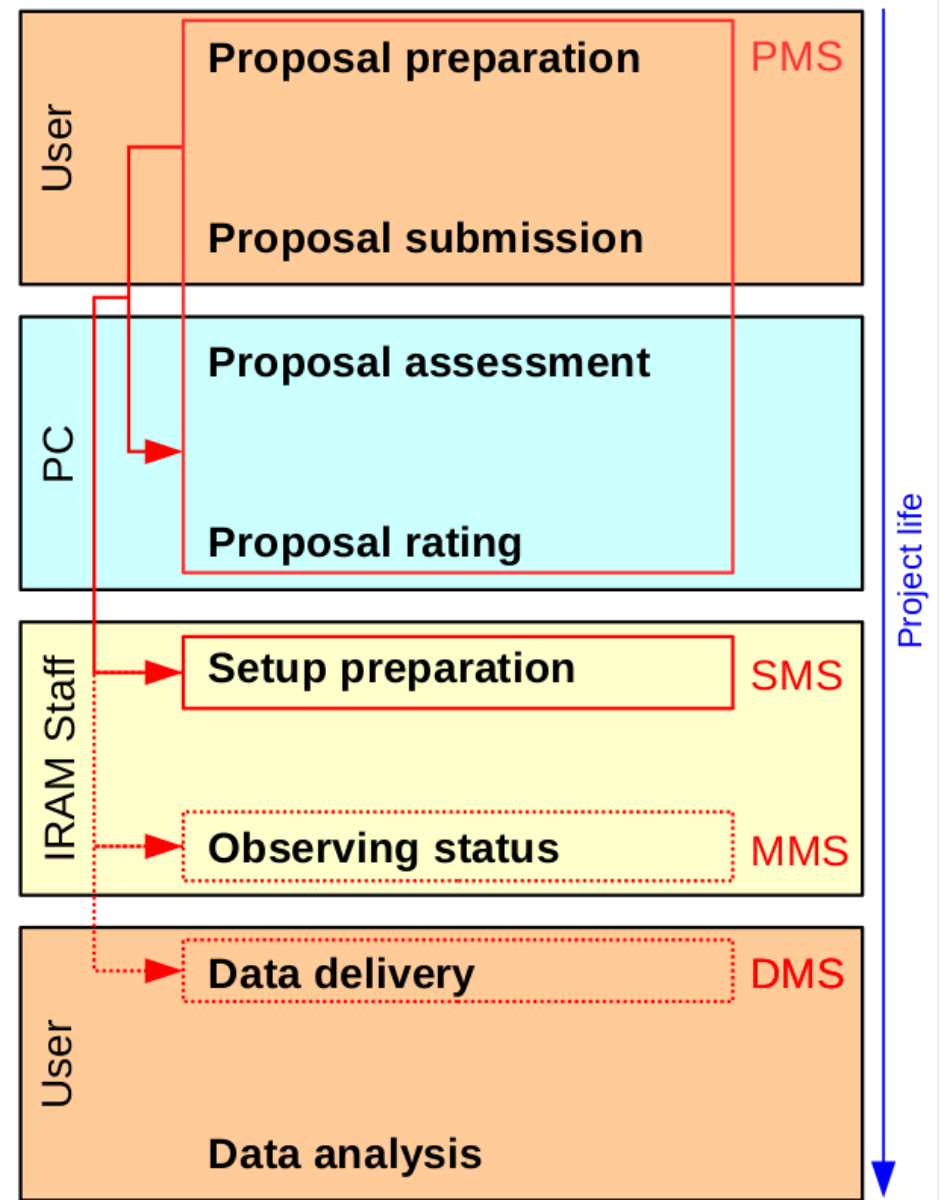 User
Proposal preparation
PMS
Proposal submission
PC
Proposal assessment
Proposal rating
Project life
IRAM Staff
Setup preparation
SMS
Observing status
MMS
User
Data delivery
DMS
Data analysis